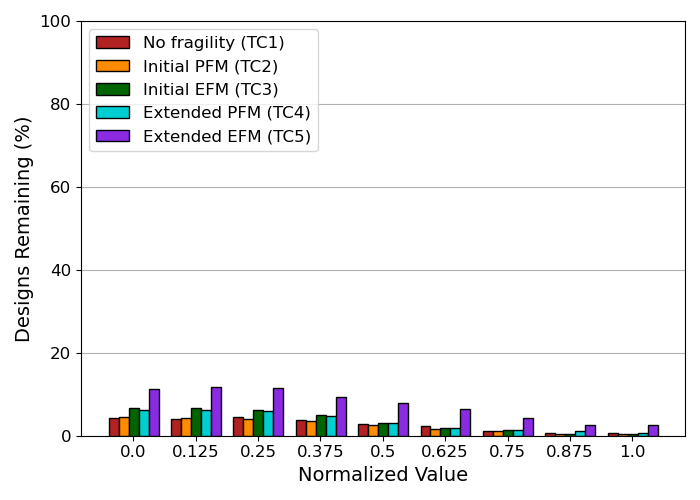 100
80
60
40
20
0
Designs Remaining (%)
No fragility (TC1)
Initial PFM (TC2)
Initial EFM (TC3)
Extended PFM (TC4)
Extended EFM (TC5)
0.0 0.125 0.25 0.375 0.5 0.625 0.75 0.875 1.0
Normalized Value